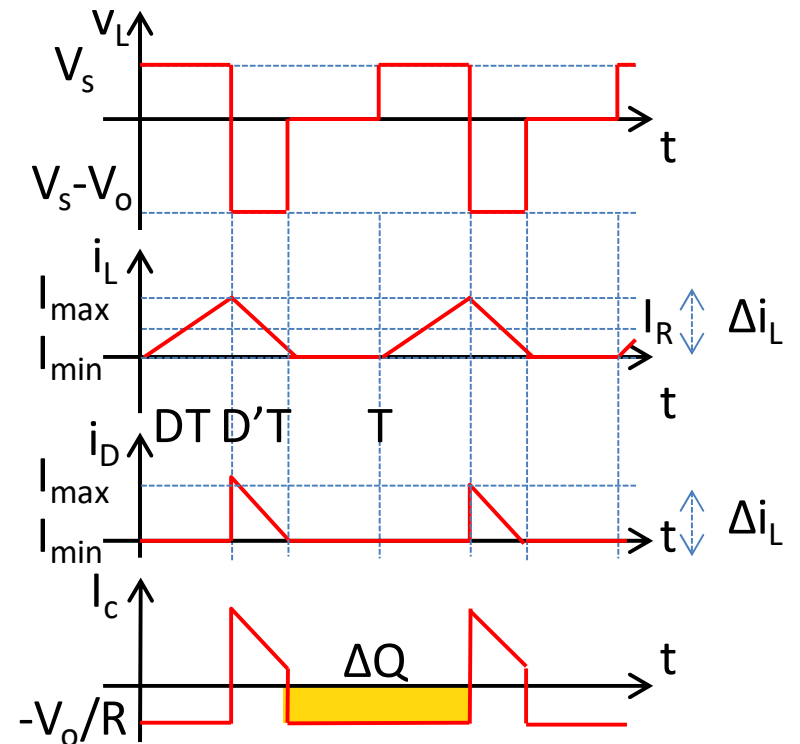 vL
Vs
t
Vs-Vo
iL
Imax
IR
ΔiL
Imin
t
DT D’T T
iD
Imax
Imin
t
ΔiL
Ic
ΔQ
t
-Vo/R